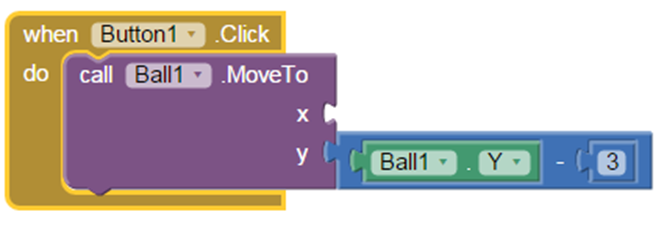 when Button1 .Click
do call Ball1 .MoveTo
x
y Ball1 . Y - 3